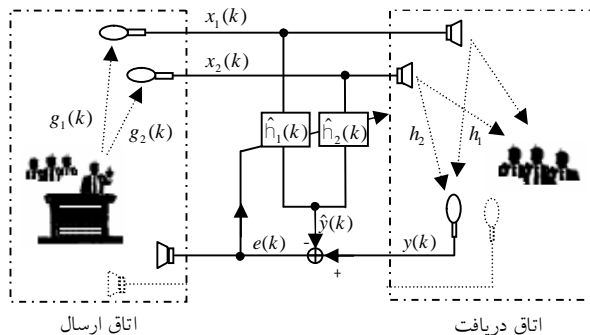 x₁(k)
x₂(k)
g₁(k)
g₂(k)
ĥ₁(k)
ĥ₂(k)
h₂
h₁
ŷ(k)
-
e(k)
+
y(k)
اتاق ارسال
اتاق دریافت